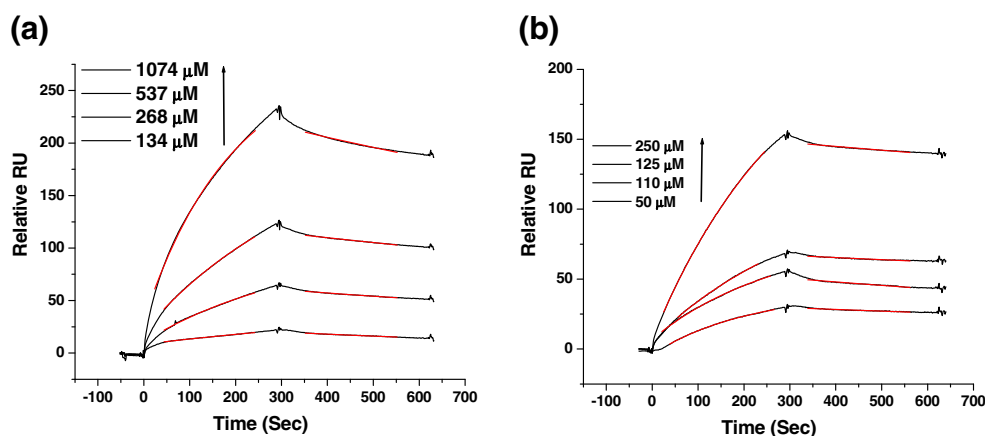 (a)
1074 μM
537 μM
268 μM
134 μM
Relative RU
250
200
150
100
50
0
-100 0 100 200 300 400 500 600 700
Time (Sec)
(b)
250 μM
125 μM
110 μM
50 μM
Relative RU
200
150
100
50
0
-100 0 100 200 300 400 500 600 700
Time (Sec)